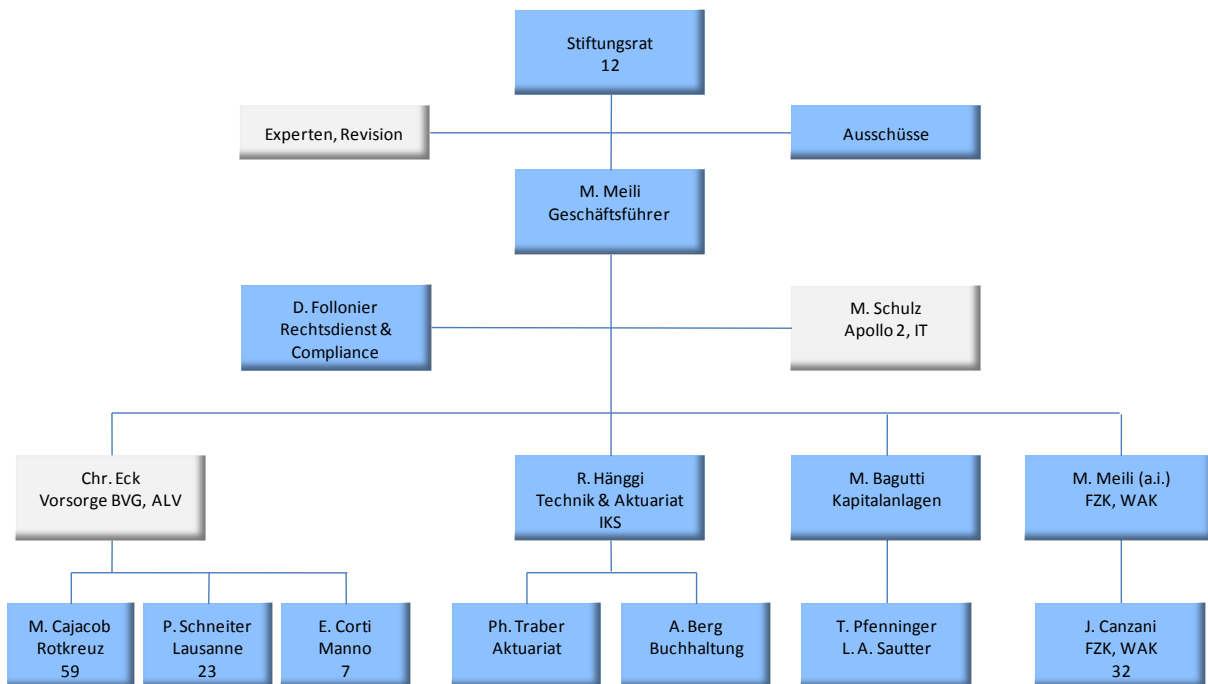 Stiftungsrat
12
Experten, Revision
Ausschüsse
M. Meili
Geschäftsführer
D. Follonier
Rechtsdienst &
Compliance
M. Schulz
Apollo 2, IT
Chr. Eck
Vorsorge BVG, ALV
R. Hänggi
Technik & Aktuariat
IKS
M. Bagutti
Kapitalanlagen
M. Meili (a.i.)
FZK, WAK
M. Cajacob
Rotkreuz
59
P. Schneiter
Lausanne
23
E. Corti
Manno
7
Ph. Traber
Aktuariat
A. Berg
Buchhaltung
T. Pfenninger
L. A. Sautter
J. Canzani
FZK, WAK
32